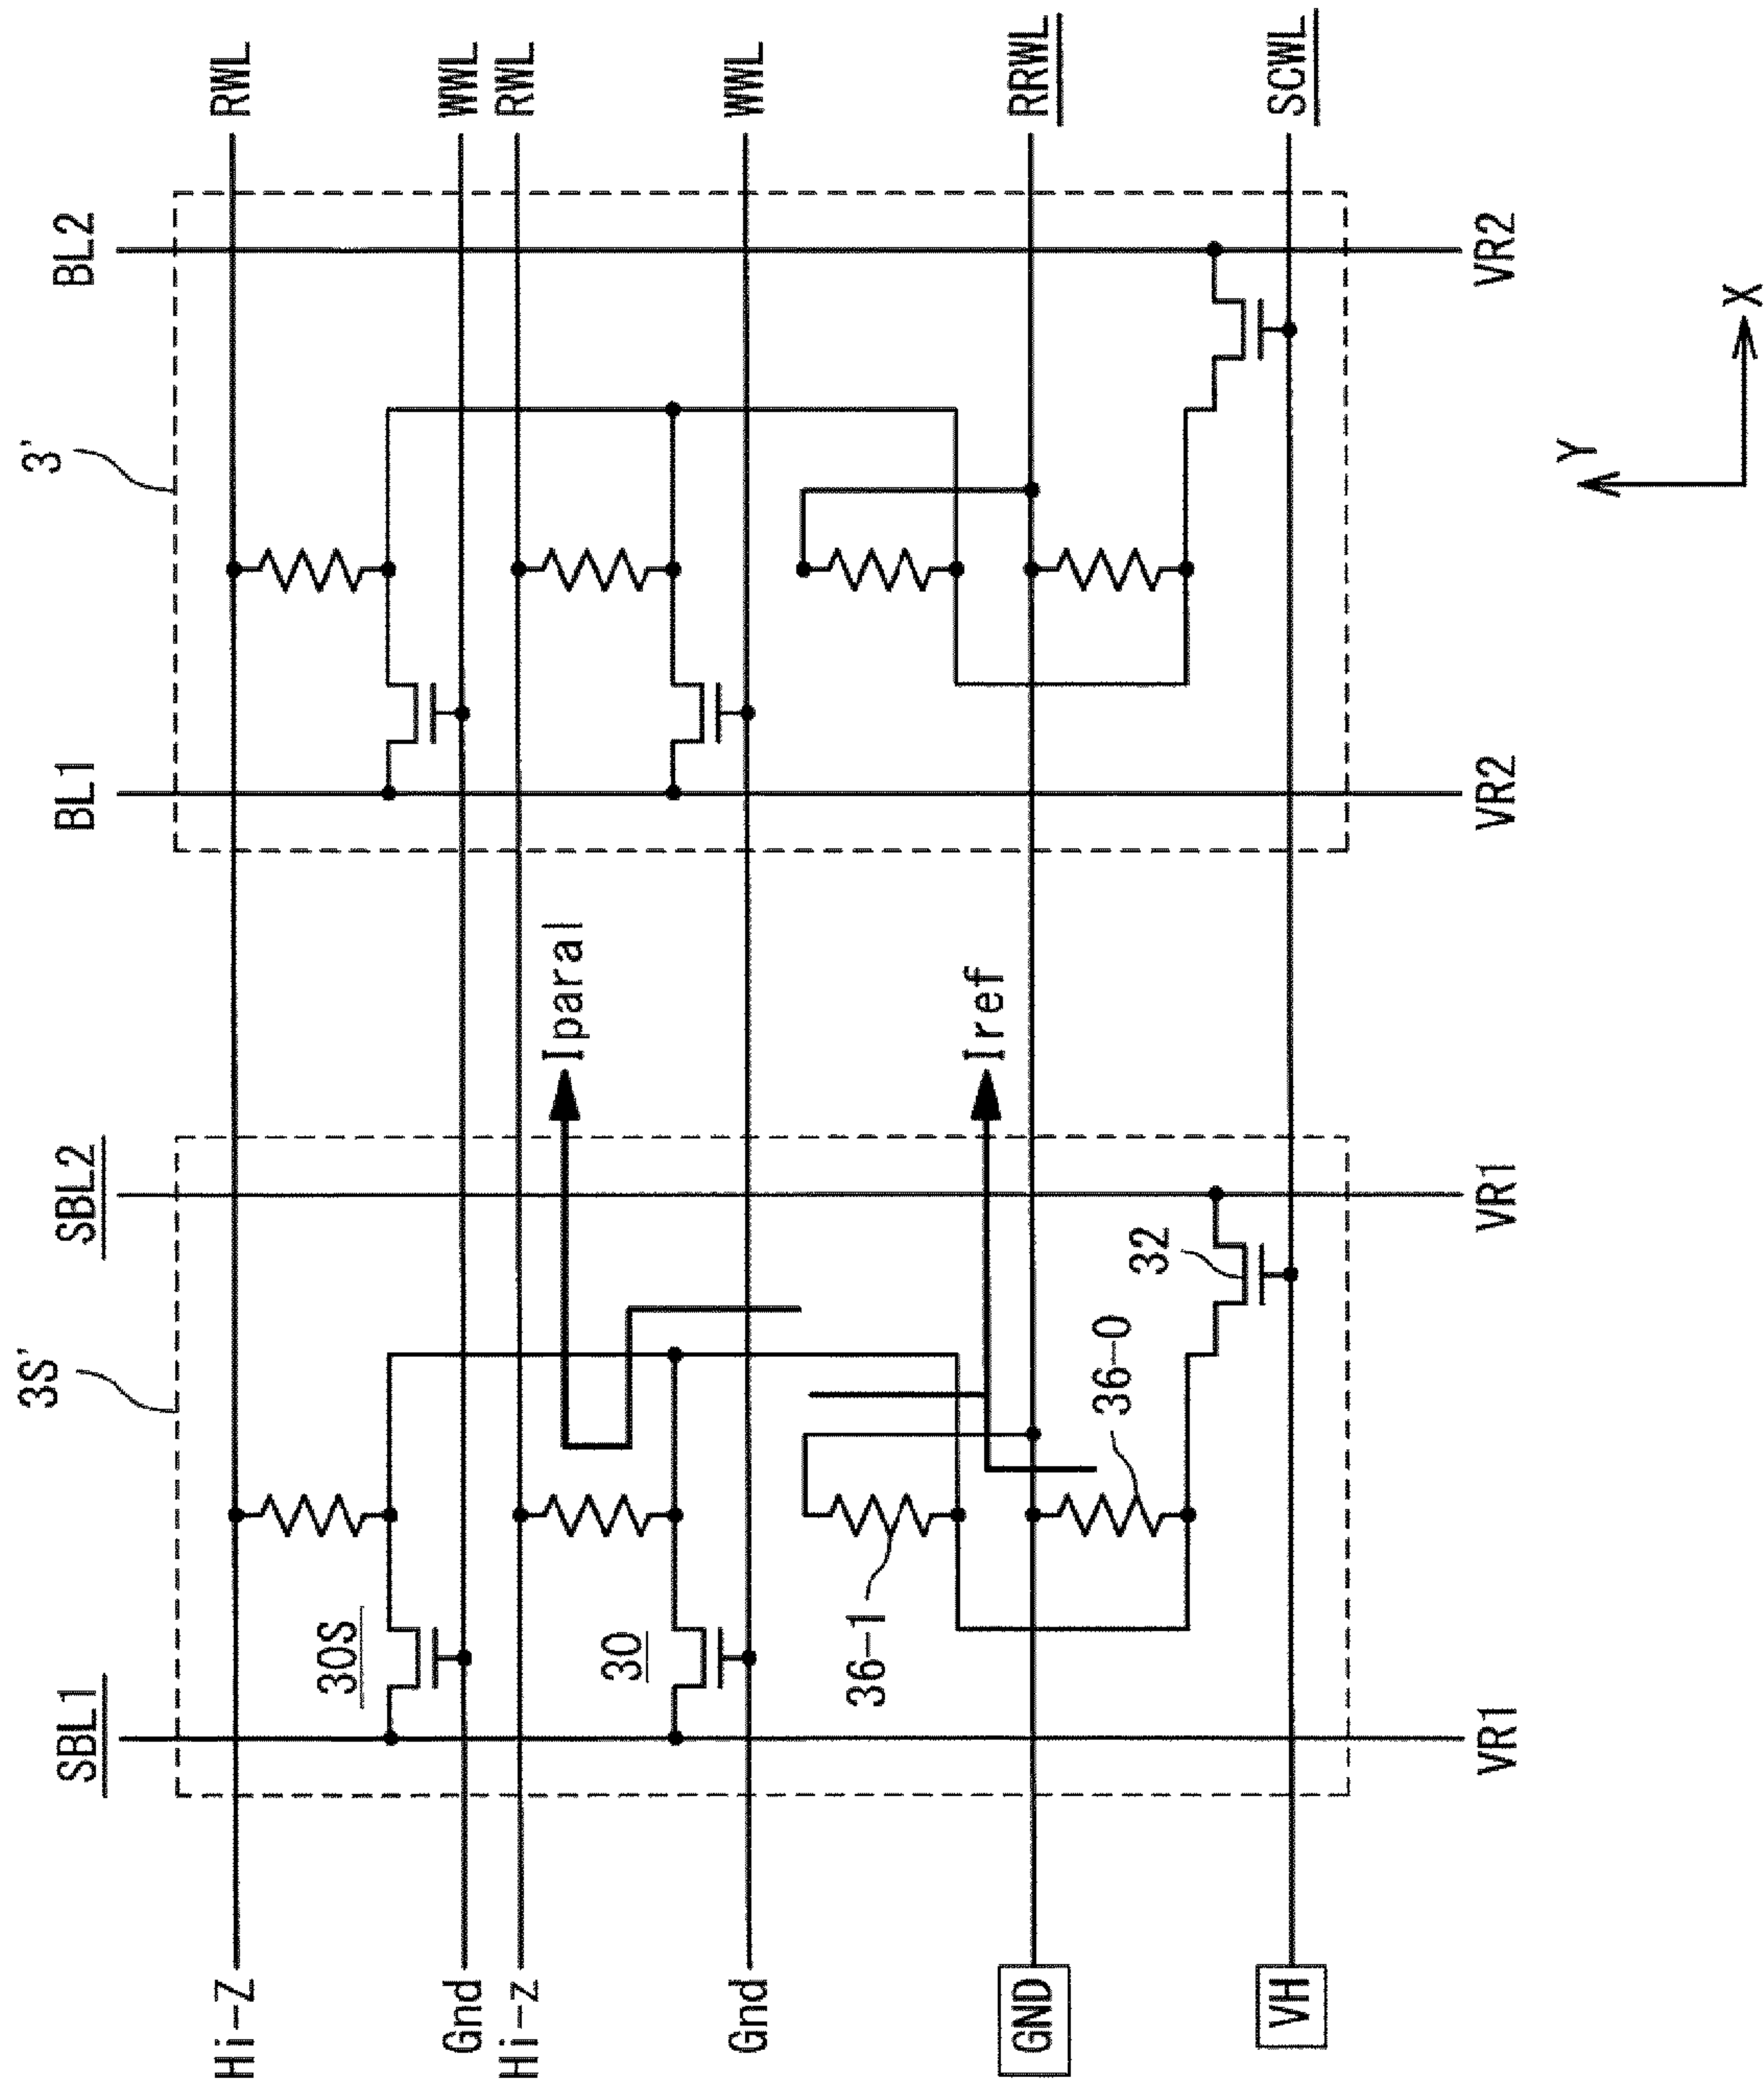 3S'
3'
SBL1
SBL2
BL1
BL2
Hi-Z
RWL
30S
Gnd
WWL
Hi-z
RWL
Iparal
30
Gnd
WWL
36-1
Iref
GND
RRWL
36-0
32
VH
SCWL
VR1
VR1
VR2
VR2
Y
X